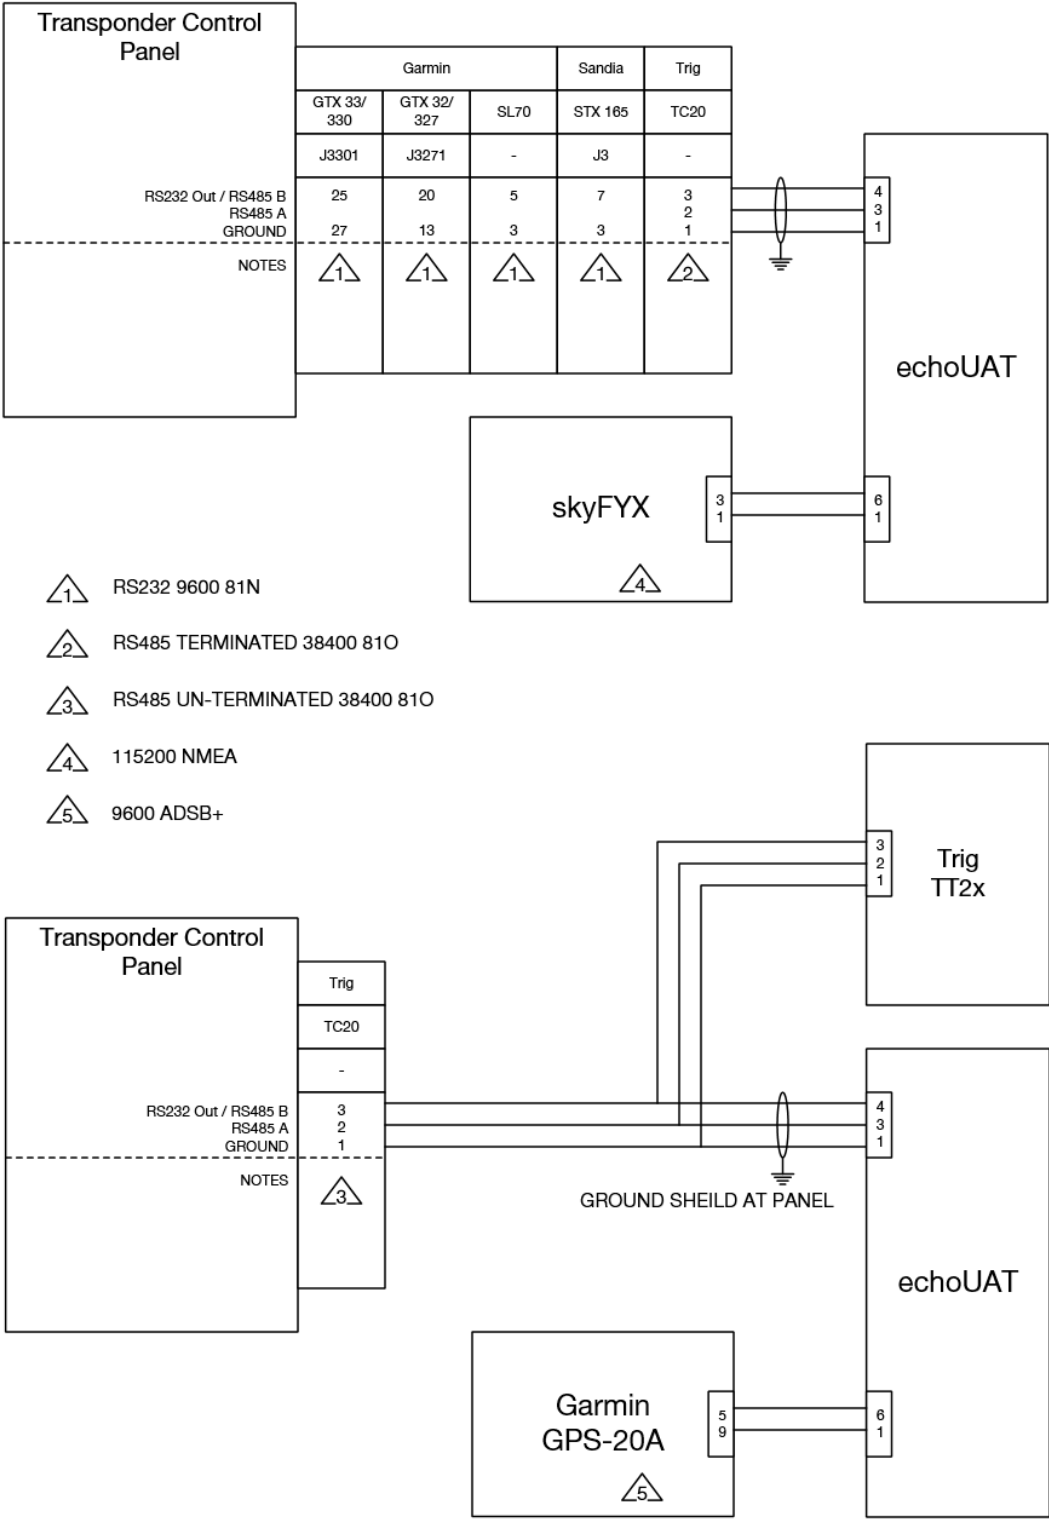 Transponder Control
Panel
Garmin Sandia Trig
GTX 33/
330
GTX 32/
327
SL70 STX 165 TC20
J3301 J3271 - J3 -
RS232 Out / RS485 B 25 20 5 7 3
RS485 A 2
GROUND 27 13 3 3 1
NOTES 1 1 1 1 2
4
3
1
echoUAT
skyFYX
3
1
6
1
4
1 RS232 9600 81N
2 RS485 TERMINATED 38400 81O
3 RS485 UN-TERMINATED 38400 81O
4 115200 NMEA
5 9600 ADSB+
3
2
1
Trig
TT2x
Transponder Control
Panel
Trig
TC20
-
RS232 Out / RS485 B 3
RS485 A 2
GROUND 1
NOTES 3
4
3
1
GROUND SHEILD AT PANEL
echoUAT
Garmin
GPS-20A
5
9
6
1
5